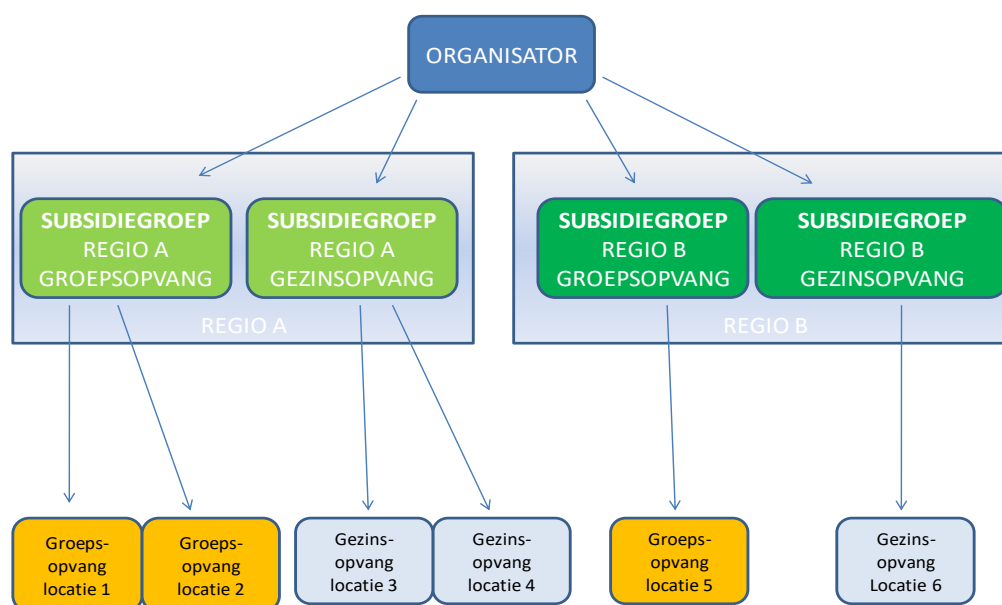 ORGANISATOR
SUBSIDIEGROEP
REGIO A
GROEPSOPVANG
SUBSIDIEGROEP
REGIO A
GEZINSOPVANG
REGIO A
SUBSIDIEGROEP
REGIO B
GROEPSOPVANG
SUBSIDIEGROEP
REGIO B
GEZINSOPVANG
REGIO B
Groeps-
opvang
locatie 1
Groeps-
opvang
locatie 2
Gezins-
opvang
locatie 3
Gezins-
opvang
locatie 4
Groeps-
opvang
locatie 5
Gezins-
opvang
Locatie 6